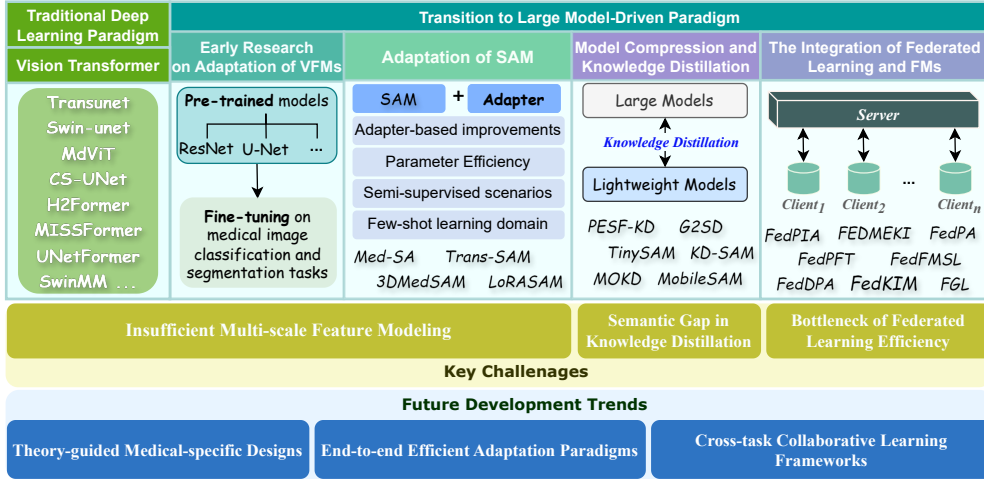 Traditional Deep
Learning Paradigm
Transition to Large Model-Driven Paradigm
Vision Transformer
Early Research
on Adaptation of VFMs
Adaptation of SAM
Model Compression and
Knowledge Distillation
The Integration of Federated
Learning and FMs
Transunet
Swin-unet
MdViT
CS-UNet
H2Former
MISSFormer
UNetFormer
SwinMM ...
Pre-trained models
ResNet U-Net ...
Fine-tuning on
medical image
classification and
segmentation tasks
SAM + Adapter
Adapter-based improvements
Parameter Efficiency
Semi-supervised scenarios
Few-shot learning domain
Med-SA Trans-SAM
3DMedSAM LoRASAM
Large Models
Knowledge Distillation
Lightweight Models
PESF-KD G2SD
TinySAM KD-SAM
MOKD MobileSAM
Server
...
Client1 Client2 Clientn
FedPIA FEDMEKI FedPA
FedPFT FedFMSL
FedDPA FedKIM FGL
Insufficient Multi-scale Feature Modeling
Semantic Gap in
Knowledge Distillation
Bottleneck of Federated
Learning Efficiency
Key Challenages
Future Development Trends
Theory-guided Medical-specific Designs
End-to-end Efficient Adaptation Paradigms
Cross-task Collaborative Learning
Frameworks